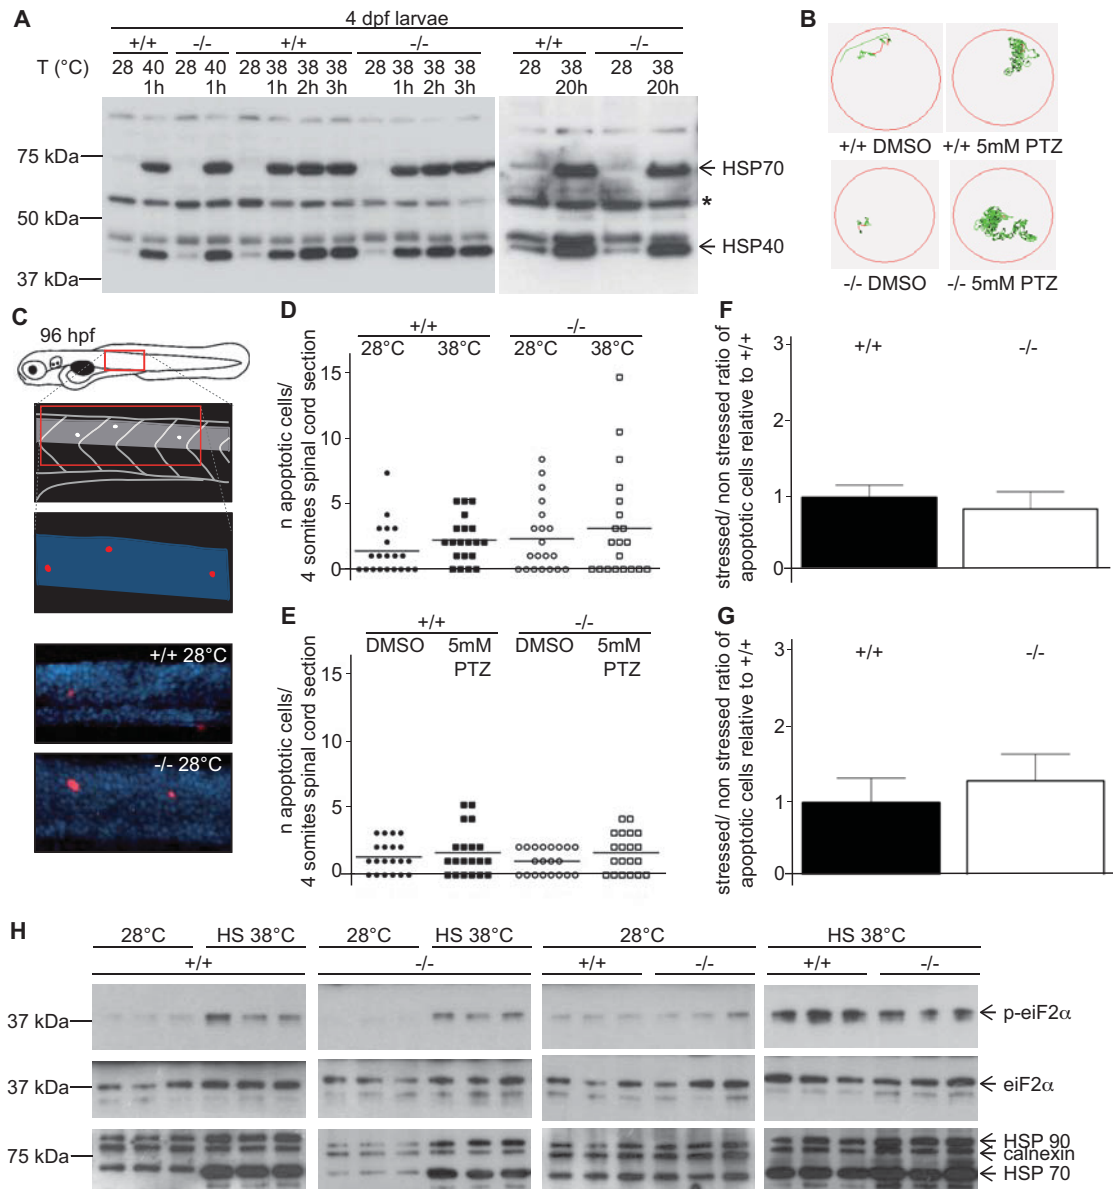 A
4 dpf larvae
+/+ -/- +/+ -/- +/+ -/-
T (°C) 28 40 28 40 28 38 38 38 28 38 38 38 28 38 28 38
1h 1h 1h 2h 3h 1h 2h 3h 20h 20h
75 kDa
50 kDa
37 kDa
HSP70
*
HSP40
B
+/+ DMSO +/+ 5mM PTZ
-/- DMSO -/- 5mM PTZ
C
96 hpf
+/+ 28°C
-/- 28°C
D
+/+ -/-
28°C 38°C 28°C 38°C
n apoptotic cells/
4 somites spinal cord section
15
10
5
0
E
+/+ -/-
DMSO 5mM DMSO 5mM
PTZ PTZ
n apoptotic cells/
4 somites spinal cord section
15
10
5
0
F
stressed/ non stressed ratio of
apoptotic cells relative to +/+
3
2
1
0
+/+ -/-
G
stressed/ non stressed ratio of
apoptotic cells relative to +/+
3
2
1
0
+/+ -/-
H
28°C HS 38°C 28°C HS 38°C 28°C HS 38°C
+/+ -/- +/+ -/- +/+ -/-
37 kDa
p-eiF2α
37 kDa
eiF2α
75 kDa
HSP 90
calnexin
HSP 70